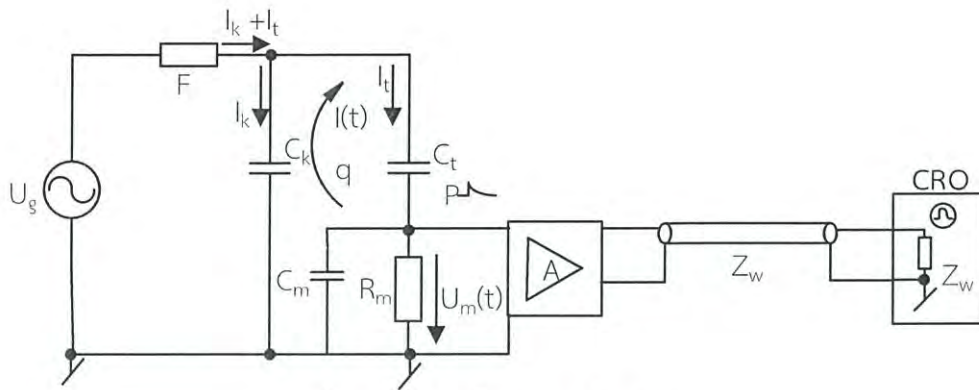 I_k + I_t
F
I_k
I(t)
I_t
C_k
q
C_t
U_g
P
CRO
A
Z_w
C_m
R_m
U_m(t)
Z_w